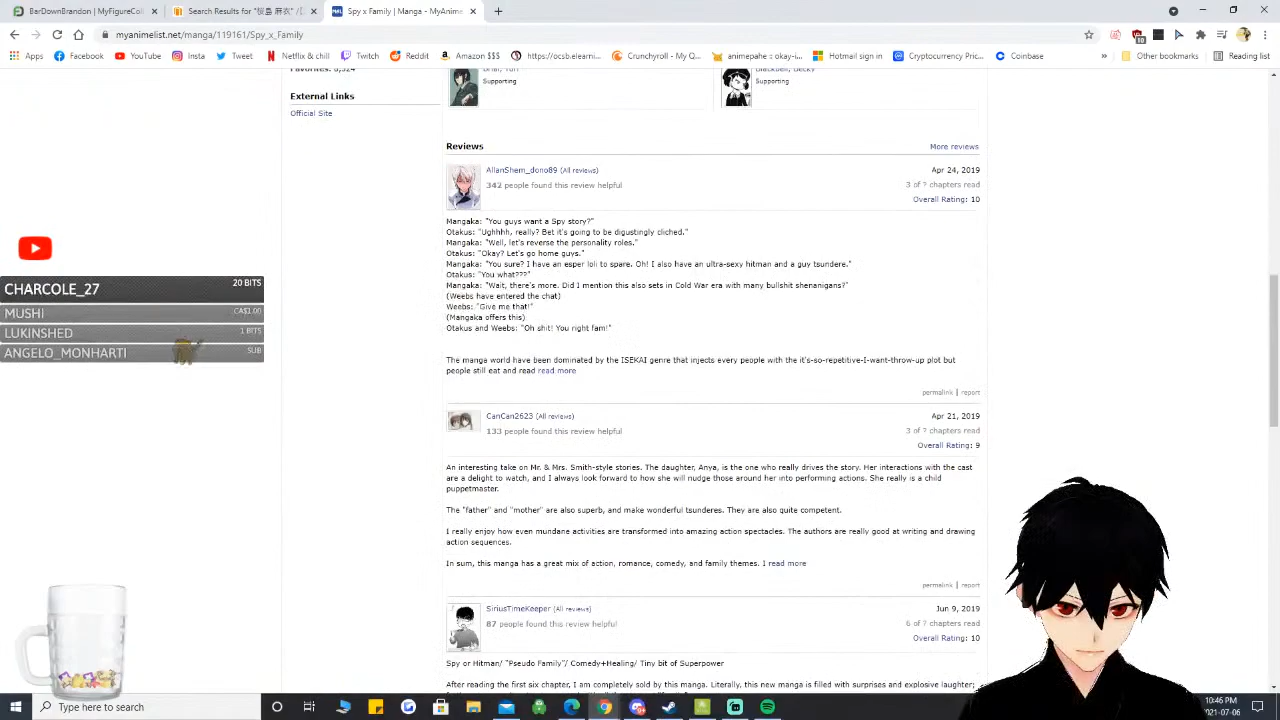 BarDownBrandon | MyFigureColl
Spy x Family | Manga - MyAnime
myanimelist.net/manga/119161/Spy_x_Family
Apps Facebook YouTube Insta Netflix & chill Twitch Reddit Amazon $$$ https://ocsb.elearni... Crunchyroll - My Q... animepahe :: okay-i... Hotmail sign in Cryptocurrency Pric... Coinbase » Other bookmarks Reading list
Supporting Supporting
External Links
Official Site
Reviews More reviews
AllanShem_dono89 (All reviews) Apr 24, 2019
342 people found this review helpful 3 of ? chapters read
Overall Rating: 10
Mangaka: "You guys want a Spy story?"
Otakus: "Ughhhh, really? Bet it's going to be digustingly cliched."
Mangaka: "Well, let's reverse the personality roles."
Otakus: "Okay? Let's go home guys."
Mangaka: "You sure? I have an esper loli to spare. Oh! I also have an ultra-sexy hitman and a guy tsundere."
Otakus: "You what???"
Mangaka: "Wait, there's more. Did I mention this also sets in Cold War era with many bullshit shenanigans?"
(Weebs have entered the chat)
Weebs: "Give me that!"
(Mangaka offers this)
Otakus and Weebs: "Oh shit! You right fam!"
The manga world have been dominated by the ISEKAI genre that injects every people with the it's-so-repetitive-I-want-throw-up plot but
people still eat and read read more
permalink | report
CanCan2623 (All reviews) Apr 21, 2019
133 people found this review helpful 3 of ? chapters read
Overall Rating: 9
An interesting take on Mr. & Mrs. Smith-style stories. The daughter, Anya, is the one who really drives the story. Her interactions with the cast
are a delight to watch, and I always look forward to how she will nudge those around her into performing actions. She really is a child
puppetmaster.
The "father" and "mother" are also superb, and make wonderful tsunderes. They are also quite competent.
I really enjoy how even mundane activities are transformed into amazing action spectacles. The authors are really good at writing and drawing
action sequences.
In sum, this manga has a great mix of action, romance, comedy, and family themes. I read more
permalink | report
SiriusTimeKeeper (All reviews) Jun 9, 2019
87 people found this review helpful 6 of ? chapters read
Overall Rating: 10
Spy or Hitman/ "Pseudo Family"/ Comedy+Healing/ Tiny bit of Superpower
After reading the first six chapter, I am completely sold by this manga. Literally, this new manga is filled with surprises and explosive laughter;
CHARCOLE_27 20 BITS
MUSHI CA$1.00
LUKINSHED 1 BITS
ANGELO_MONHARTI SUB
Type here to search
10:46 PM
2021-07-06